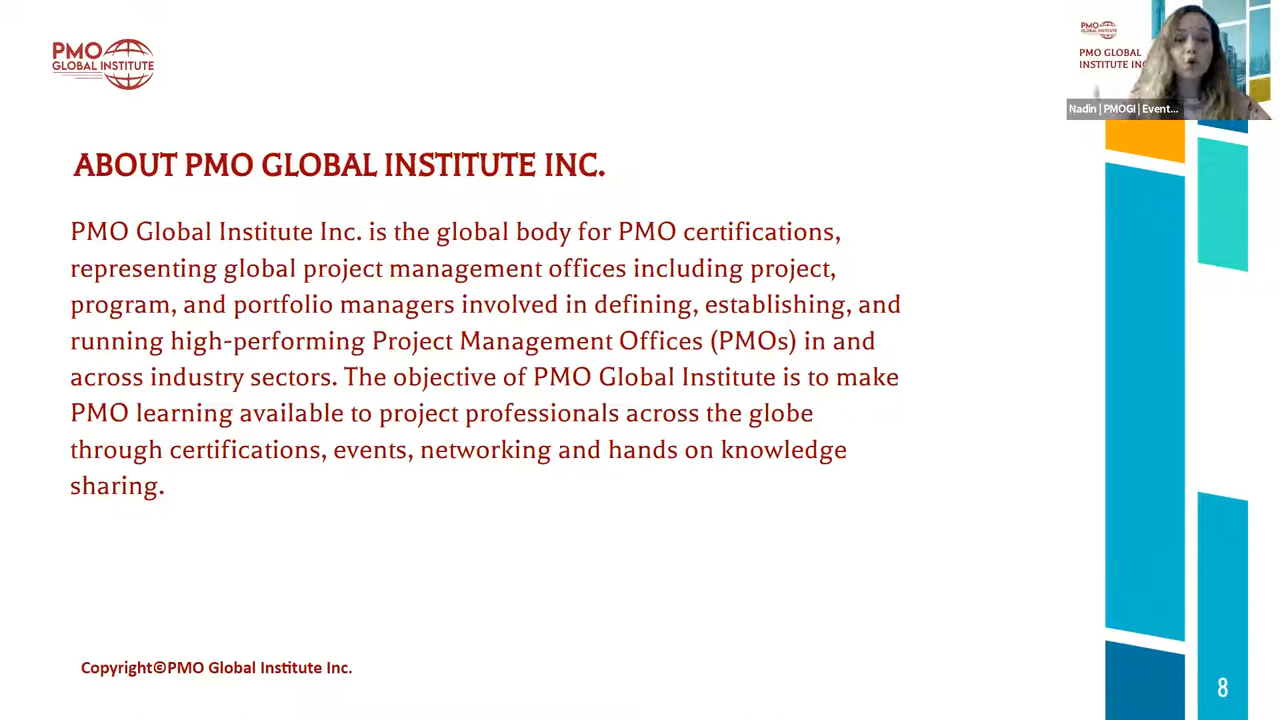 PMO
GLOBAL INSTITUTE
PMO GLOBAL
INSTITUTE INC
Nadin | PMOGI | Event...
ABOUT PMO GLOBAL INSTITUTE INC.
PMO Global Institute Inc. is the global body for PMO certifications,
representing global project management offices including project,
program, and portfolio managers involved in defining, establishing, and
running high-performing Project Management Offices (PMOs) in and
across industry sectors. The objective of PMO Global Institute is to make
PMO learning available to project professionals across the globe
through certifications, events, networking and hands on knowledge
sharing.
Copyright©PMO Global Institute Inc.
8